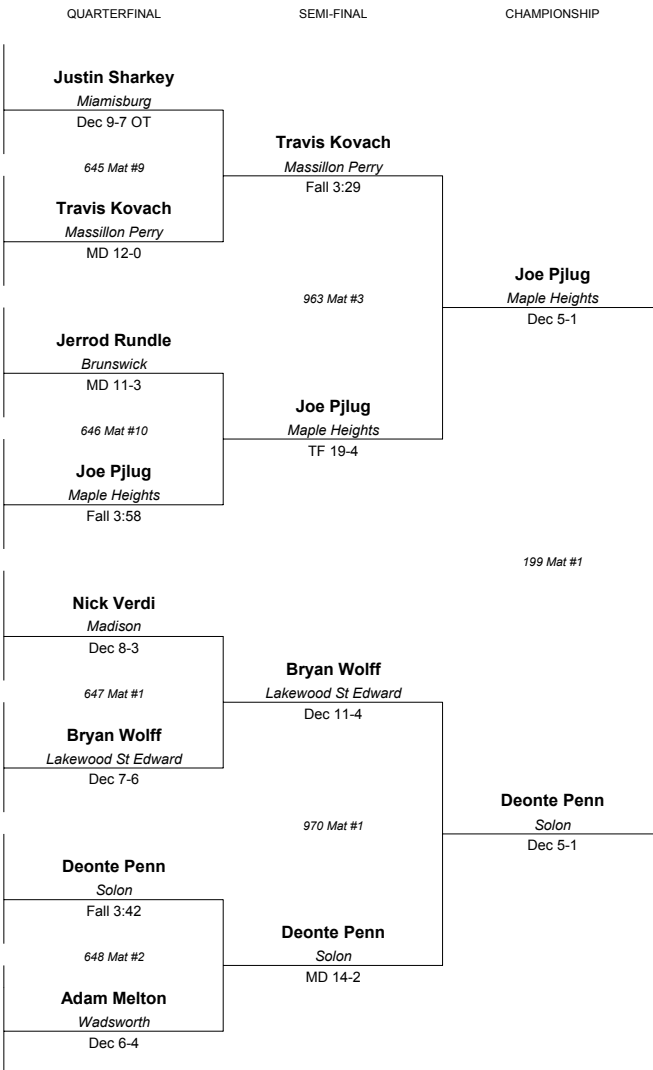 QUARTERFINAL
SEMI-FINAL
CHAMPIONSHIP
Justin Sharkey
Miamisburg
Dec 9-7 OT
645 Mat #9
Travis Kovach
Massillon Perry
MD 12-0
Jerrod Rundle
Brunswick
MD 11-3
646 Mat #10
Joe Pjlug
Maple Heights
Fall 3:58
Nick Verdi
Madison
Dec 8-3
647 Mat #1
Bryan Wolff
Lakewood St Edward
Dec 7-6
Deonte Penn
Solon
Fall 3:42
648 Mat #2
Adam Melton
Wadsworth
Dec 6-4
Travis Kovach
Massillon Perry
Fall 3:29
963 Mat #3
Joe Pjlug
Maple Heights
TF 19-4
Bryan Wolff
Lakewood St Edward
Dec 11-4
970 Mat #1
Deonte Penn
Solon
MD 14-2
Joe Pjlug
Maple Heights
Dec 5-1
199 Mat #1
Deonte Penn
Solon
Dec 5-1